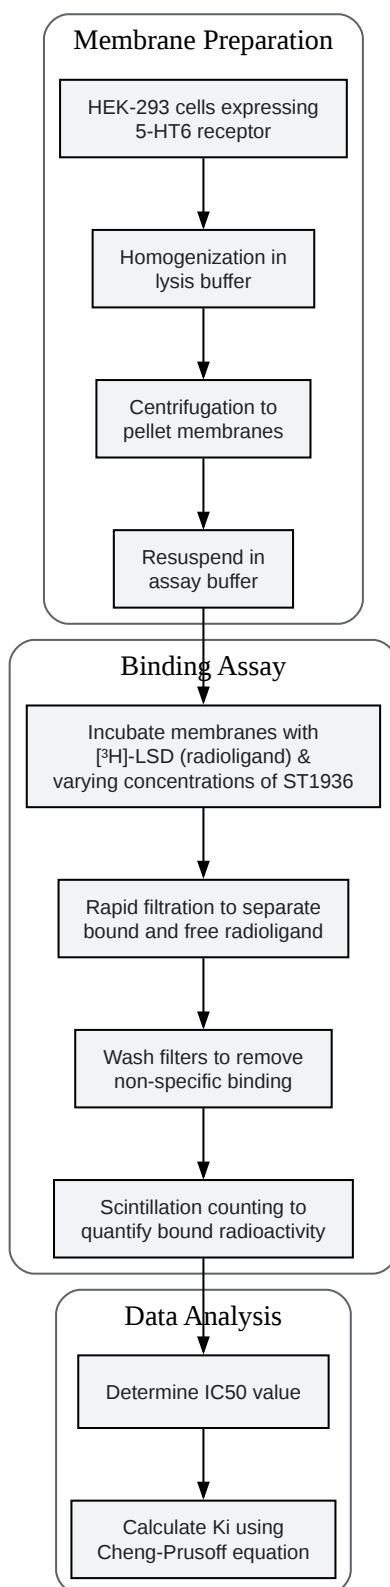 Membrane Preparation
HEK-293 cells expressing
5-HT6 receptor
Homogenization in
lysis buffer
Centrifugation to
pellet membranes
Resuspend in
assay buffer
Binding Assay
Incubate membranes with
[³H]-LSD (radioligand) &
varying concentrations of ST1936
Rapid filtration to separate
bound and free radioligand
Wash filters to remove
non-specific binding
Scintillation counting to
quantify bound radioactivity
Data Analysis
Determine IC50 value
Calculate Ki using
Cheng-Prusoff equation